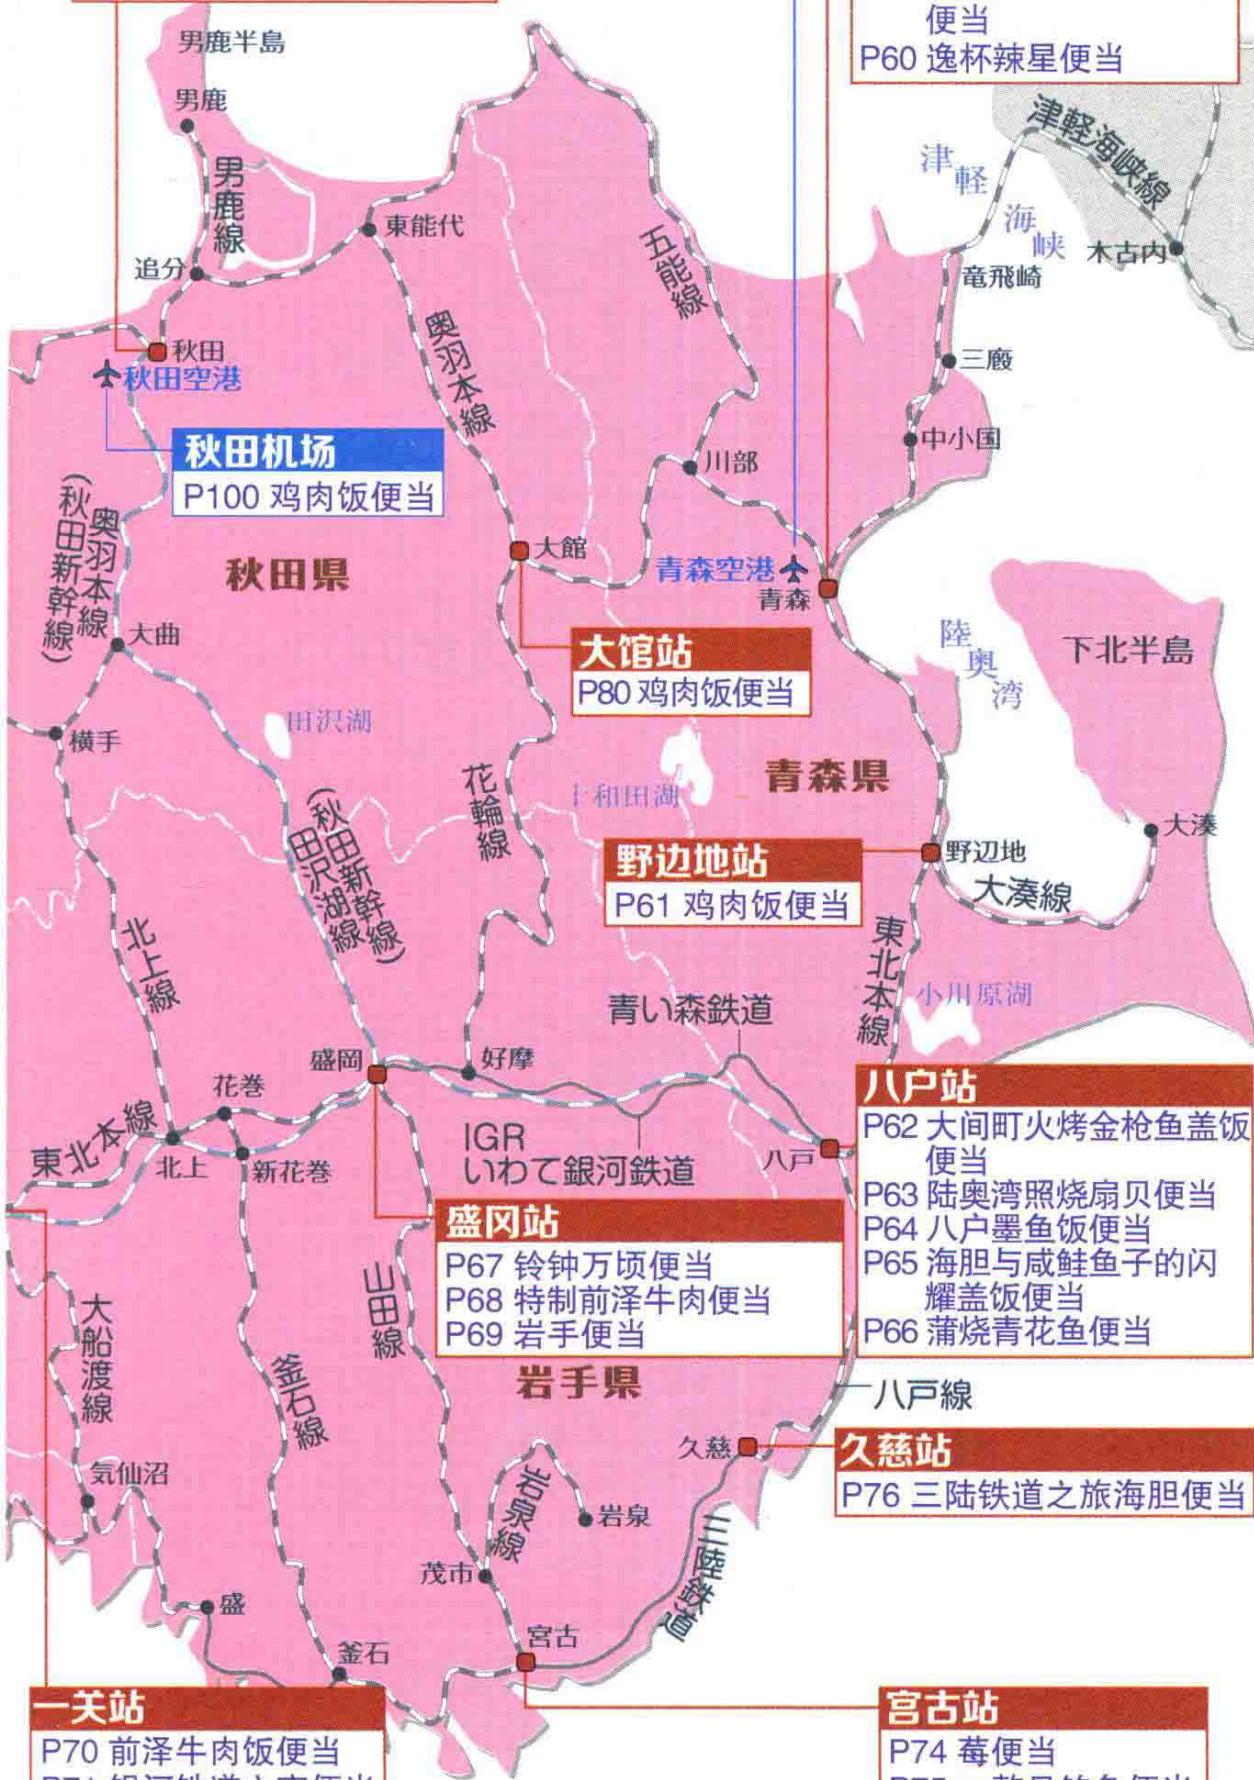 便当
P60 逸杯辣星便当
男鹿半島
男鹿
男鹿線
追分
東能代
五能線
津軽海峡
津軽海峡線
木古内
竜飛崎
三廏
中小国
秋田
秋田空港
奥羽本線
川部
秋田机场
P100 鸡肉饭便当
奥羽本線
(秋田新幹線)
秋田県
大館
青森空港
青森
大曲
大馆站
P80 鸡肉饭便当
陸奥湾
下北半島
横手
田沢湖
十和田湖
青森県
花輪線
田沢湖線
(秋田新幹線)
野边地站
P61 鸡肉饭便当
野辺地
大湊
大湊線
北上線
東北本線
小川原湖
青い森鉄道
盛岡
好摩
花巻
東北本線
北上
新花巻
IGR
いわて銀河鉄道
八戸
八户站
P62 大间町火烤金枪鱼盖饭
便当
P63 陆奥湾照烧扇贝便当
P64 八户墨鱼饭便当
P65 海胆与咸鲑鱼子的闪
耀盖饭便当
P66 蒲烧青花鱼便当
盛冈站
P67 铃钟万顷便当
P68 特制前泽牛肉便当
P69 岩手便当
大船渡線
釜石線
山田線
岩手県
八戸線
久慈
久慈站
P76 三陆铁道之旅海胆便当
気仙沼
岩泉線
岩泉
三陸鉄道
茂市
盛
宮古
釜石
一关站
P70 前泽牛肉饭便当
宫古站
P74 莓便当